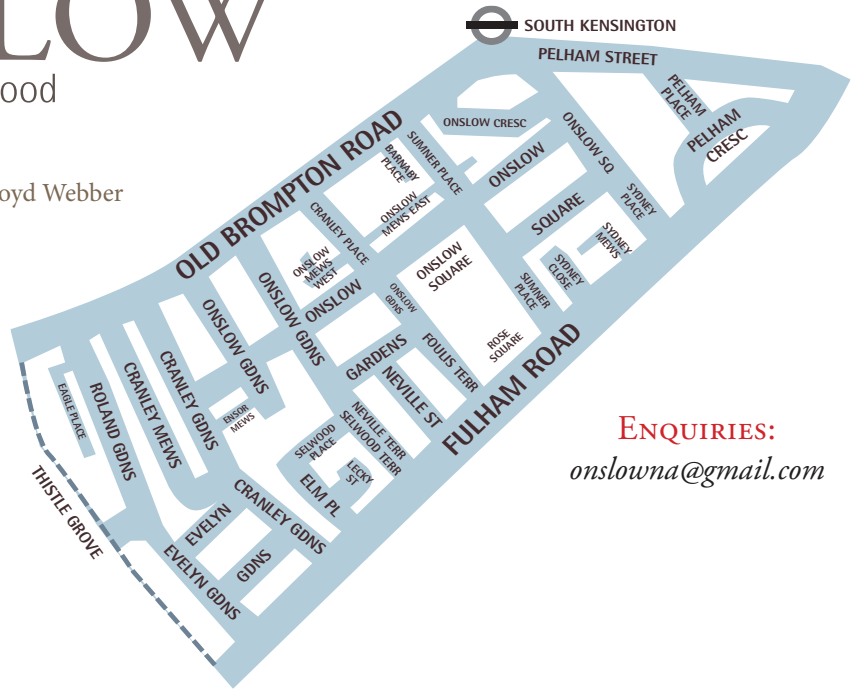 LOW
ood
oyd Webber
SOUTH KENSINGTON
PELHAM STREET
PELHAM
PLACE
PELHAM
CRESC
OLD BROMPTON ROAD
ONSLOW CRESC
ONSLOW SQ
BARNABY
PLACE
SUMNER PLACE
ONSLOW
SQUARE
SYDNEY
PLACE
SYDNEY
MEWS
SYDNEY
CLOSE
SUMNER
PLACE
ONSLOW
MEWS EAST
CRANLEY PLACE
ONSLOW
MEWS
WEST
ONSLOW
SQUARE
ONSLOW
GDNS
ONSLOW
GARDENS
ONSLOW GDNS
ONSLOW GDNS
ROSE
SQUARE
FOULIS TERR
NEVILLE ST
NEVILLE TERR
SELWOOD TERR
FULHAM ROAD
CRANLEY GDNS
CRANLEY MEWS
ROLAND GDNS
EAGLE PLACE
ENSOR
MEWS
SELWOOD
PLACE
LECKY
ST
ELM PL
CRANLEY GDNS
EVELYN
GDNS
EVELYN GDNS
THISTLE GROVE
ENQUIRIES:
onslowna@gmail.com